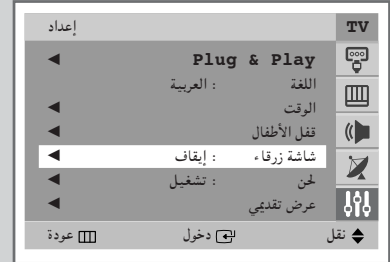 TV إعداد
Plug & Play
اللغة : العربية
الوقت
قفل الأطفال
شاشة زرقاء : إيقاف
لحن : تشغيل
عرض تقديمي
نقل دخول عودة